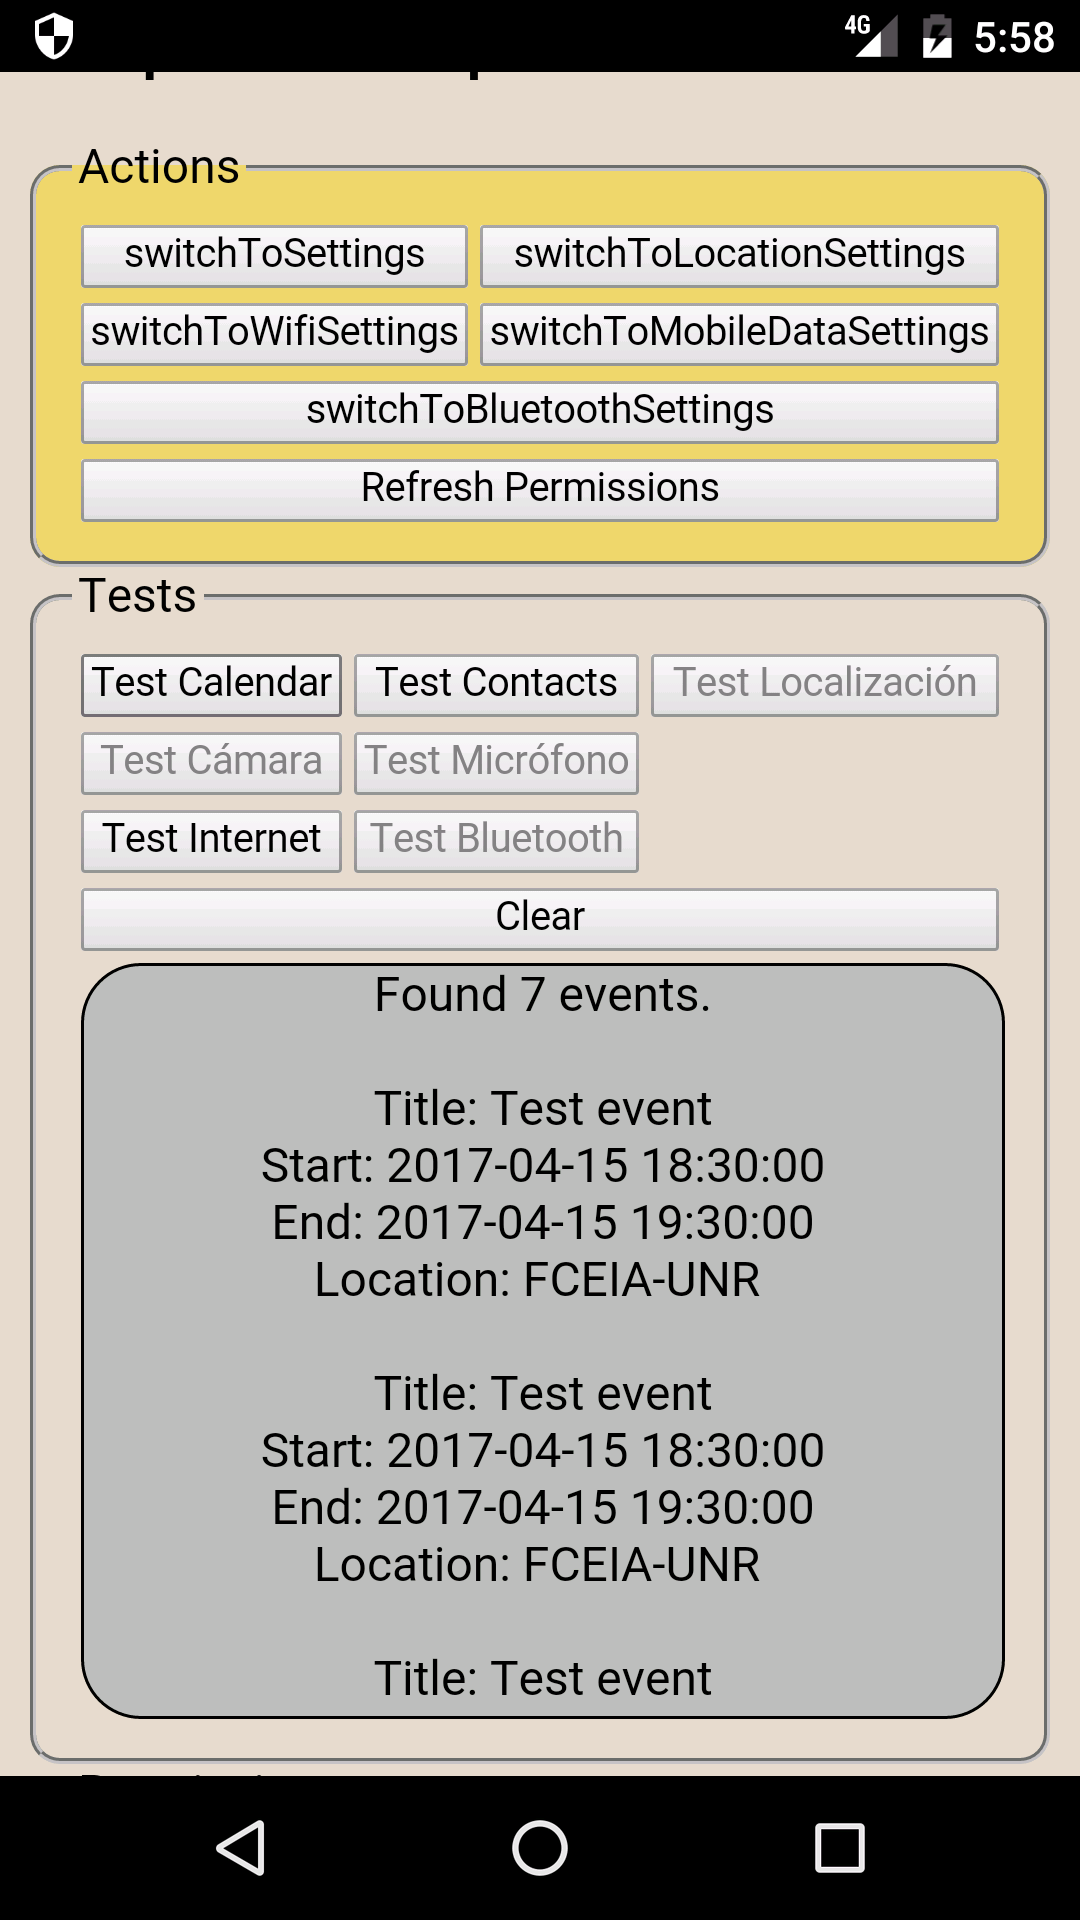 4G 5:58
Actions
switchToSettings switchToLocationSettings
switchToWifiSettings switchToMobileDataSettings
switchToBluetoothSettings
Refresh Permissions
Tests
Test Calendar Test Contacts Test Localización
Test Cámara Test Micrófono
Test Internet Test Bluetooth
Clear
Found 7 events.
Title: Test event
Start: 2017-04-15 18:30:00
End: 2017-04-15 19:30:00
Location: FCEIA-UNR
Title: Test event
Start: 2017-04-15 18:30:00
End: 2017-04-15 19:30:00
Location: FCEIA-UNR
Title: Test event